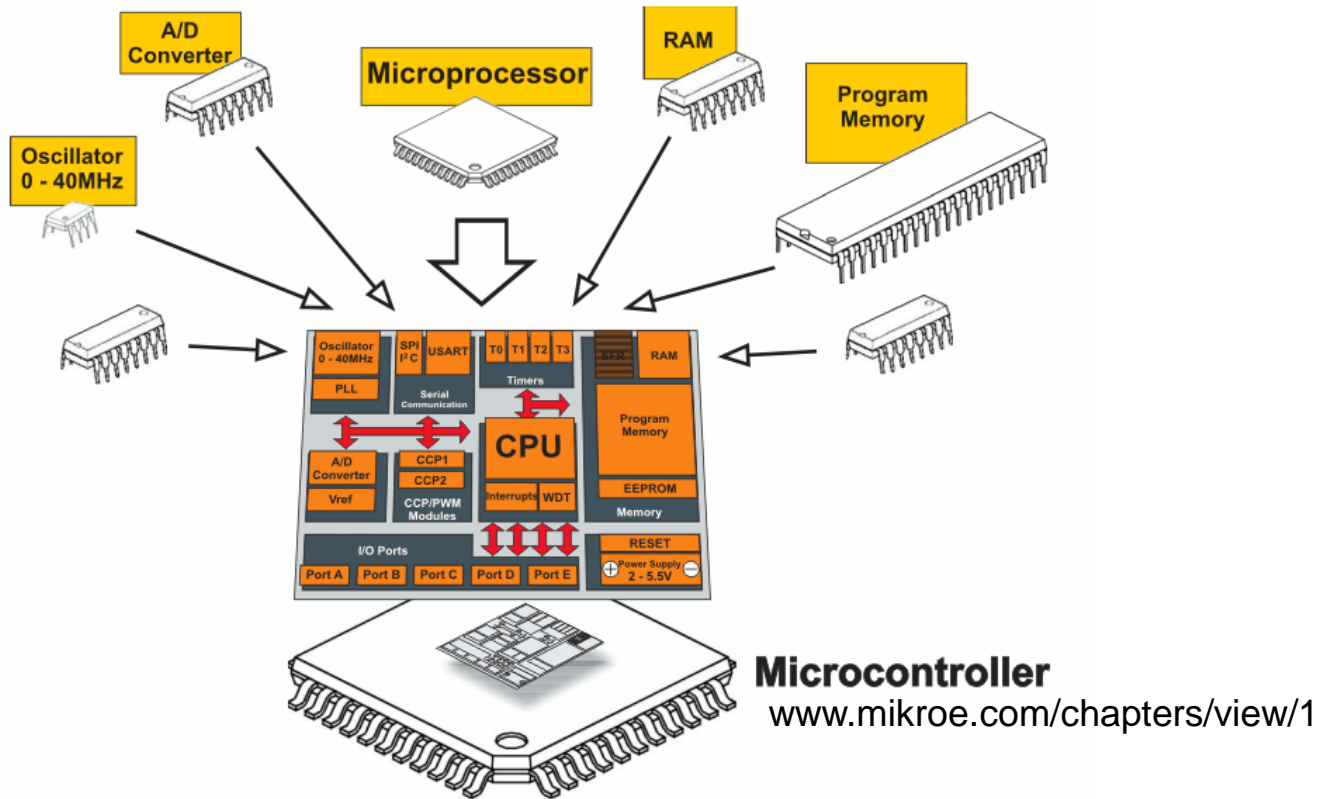 A/D
Converter
Microprocessor
RAM
Program
Memory
Oscillator
0 - 40MHz
Oscillator
0 - 40MHz
PLL
SPI
I²C
USART
Serial
Communication
T0 T1 T2 T3
Timers
SFR
RAM
Program
Memory
EEPROM
Memory
A/D
Converter
Vref
CCP1
CCP2
CCP/PWM
Modules
CPU
Interrupts
WDT
I/O Ports
Port A Port B Port C Port D Port E
RESET
+ Power Supply −
2 - 5.5V
Microcontroller
www.mikroe.com/chapters/view/1